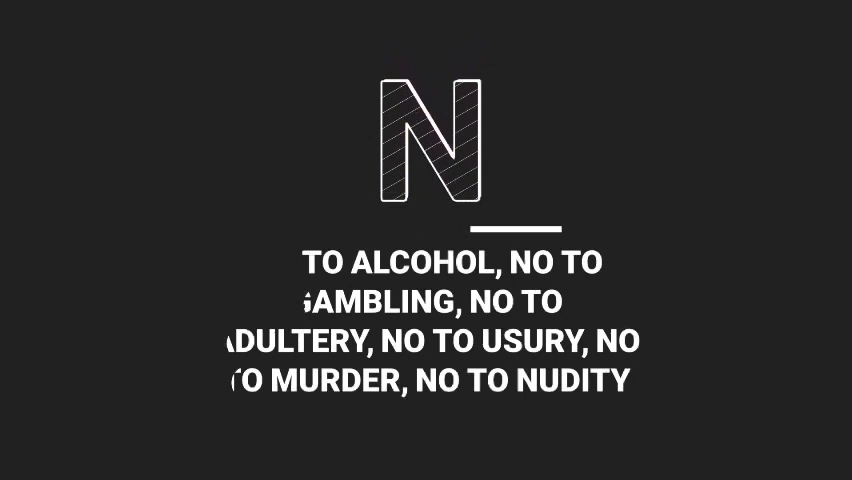 N
TO ALCOHOL, NO TO
GAMBLING, NO TO
ADULTERY, NO TO USURY, NO
TO MURDER, NO TO NUDITY